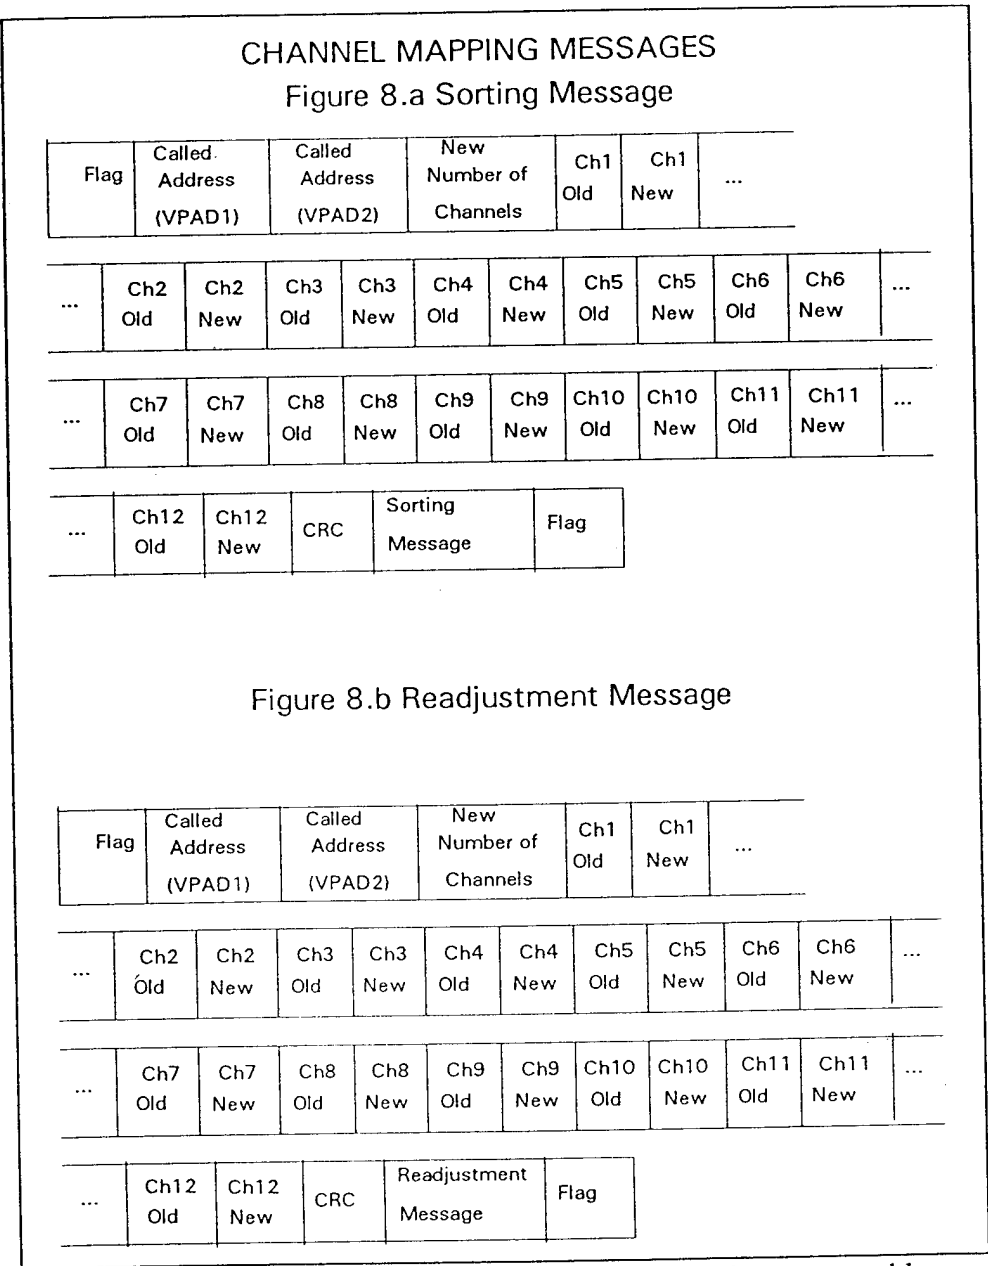 CHANNEL MAPPING MESSAGES
Figure 8.a Sorting Message
Flag
Called
Address
(VPAD1)
Called
Address
(VPAD2)
New
Number of
Channels
Ch1
Old
Ch1
New
...
...
Ch2
Old
Ch2
New
Ch3
Old
Ch3
New
Ch4
Old
Ch4
New
Ch5
Old
Ch5
New
Ch6
Old
Ch6
New
...
...
Ch7
Old
Ch7
New
Ch8
Old
Ch8
New
Ch9
Old
Ch9
New
Ch10
Old
Ch10
New
Ch11
Old
Ch11
New
...
...
Ch12
Old
Ch12
New
CRC
Sorting
Message
Flag
Figure 8.b Readjustment Message
Flag
Called
Address
(VPAD1)
Called
Address
(VPAD2)
New
Number of
Channels
Ch1
Old
Ch1
New
...
...
Ch2
Old
Ch2
New
Ch3
Old
Ch3
New
Ch4
Old
Ch4
New
Ch5
Old
Ch5
New
Ch6
Old
Ch6
New
...
...
Ch7
Old
Ch7
New
Ch8
Old
Ch8
New
Ch9
Old
Ch9
New
Ch10
Old
Ch10
New
Ch11
Old
Ch11
New
...
...
Ch12
Old
Ch12
New
CRC
Readjustment
Message
Flag